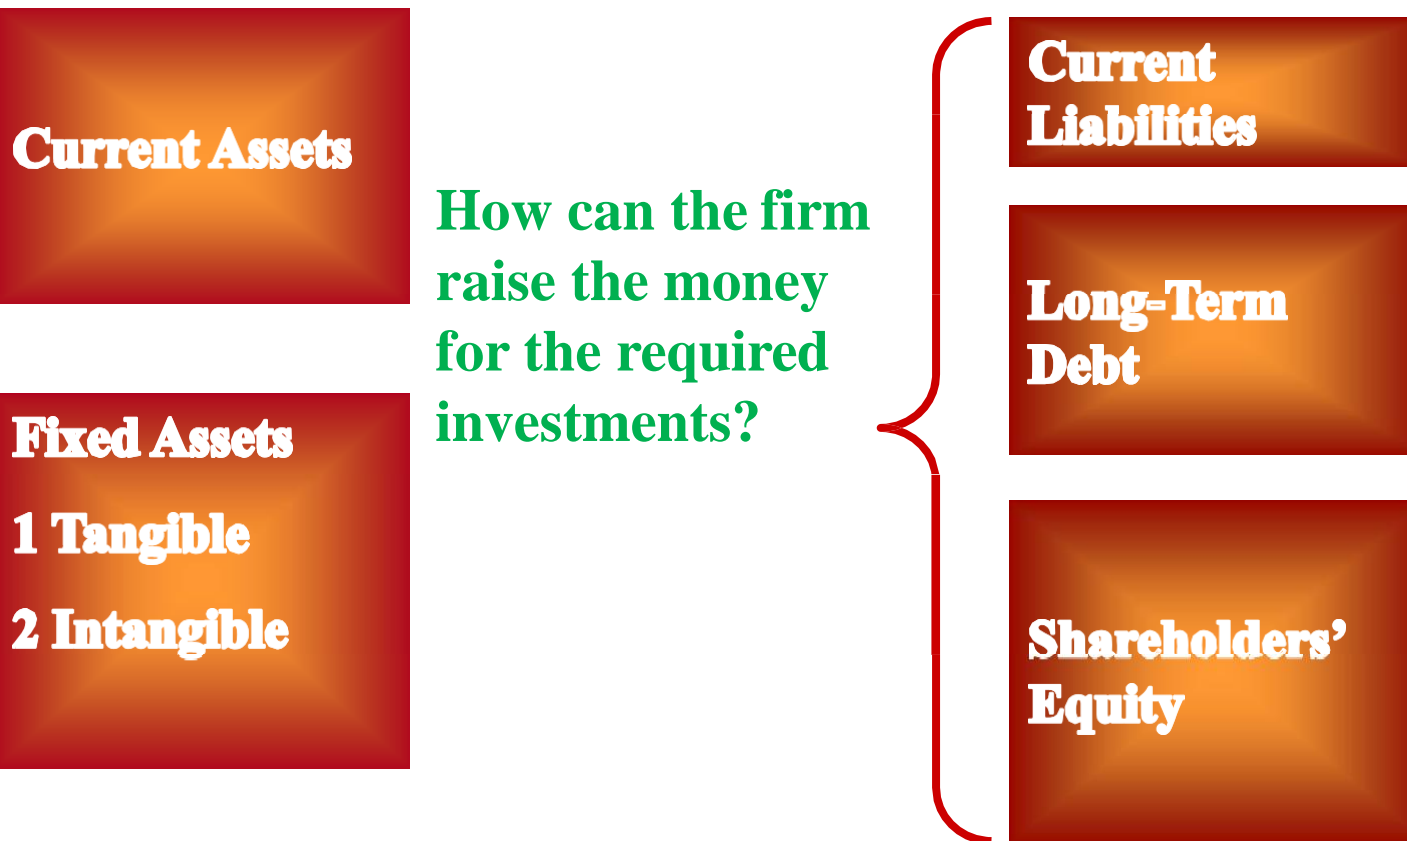 Current Assets
Fixed Assets
1 Tangible
2 Intangible
How can the firm
raise the money
for the required
investments?
Current
Liabilities
Long-Term
Debt
Shareholders’
Equity